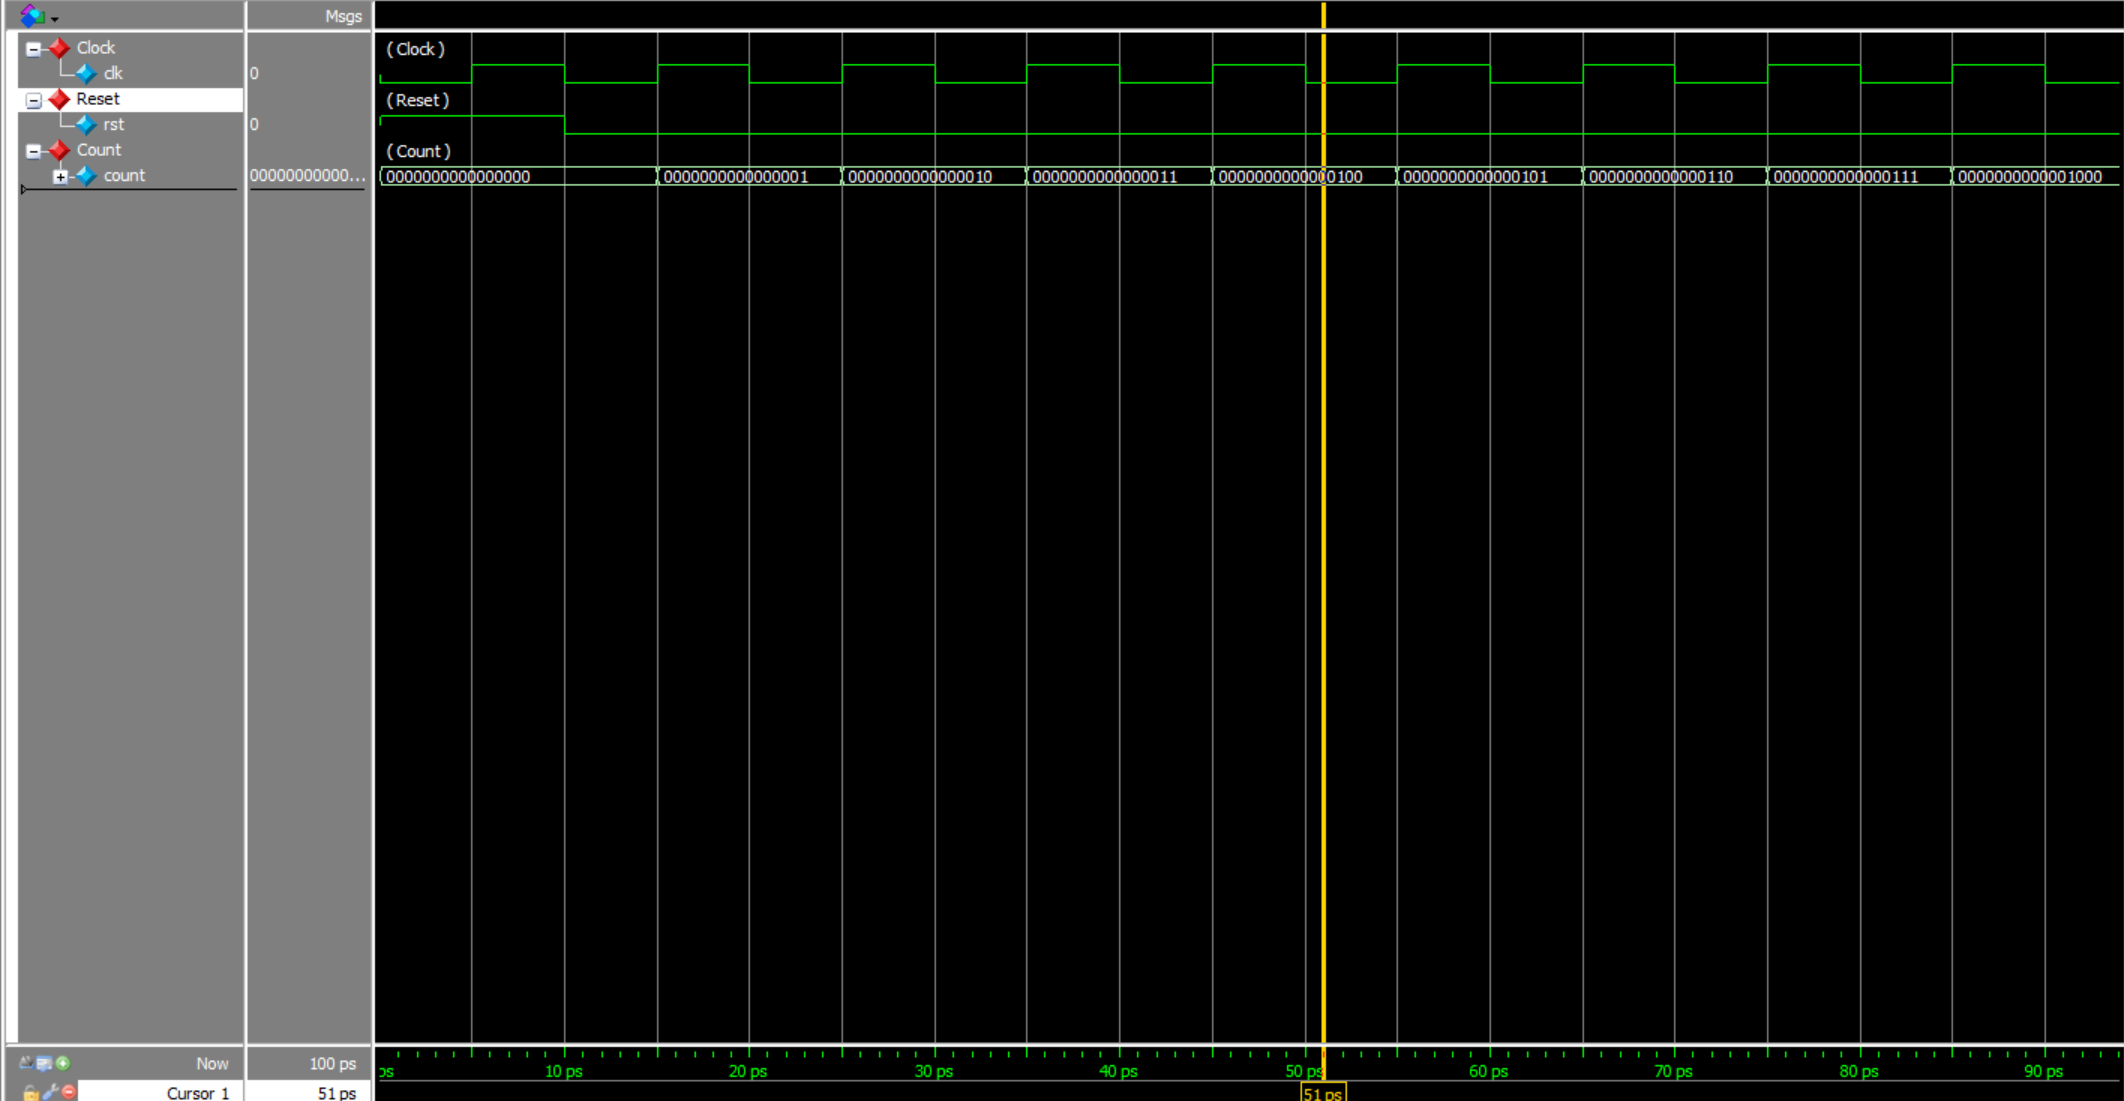 Msgs
Clock
(Clock)
clk 0
Reset
(Reset)
rst 0
Count
(Count)
count 00000000000... 0000000000000000 0000000000000001 0000000000000010 0000000000000011 0000000000000100 0000000000000101 0000000000000110 0000000000000111 0000000000001000
Now 100 ps ps 10 ps 20 ps 30 ps 40 ps 50 ps 60 ps 70 ps 80 ps 90 ps
Cursor 1 51 ps 51 ps